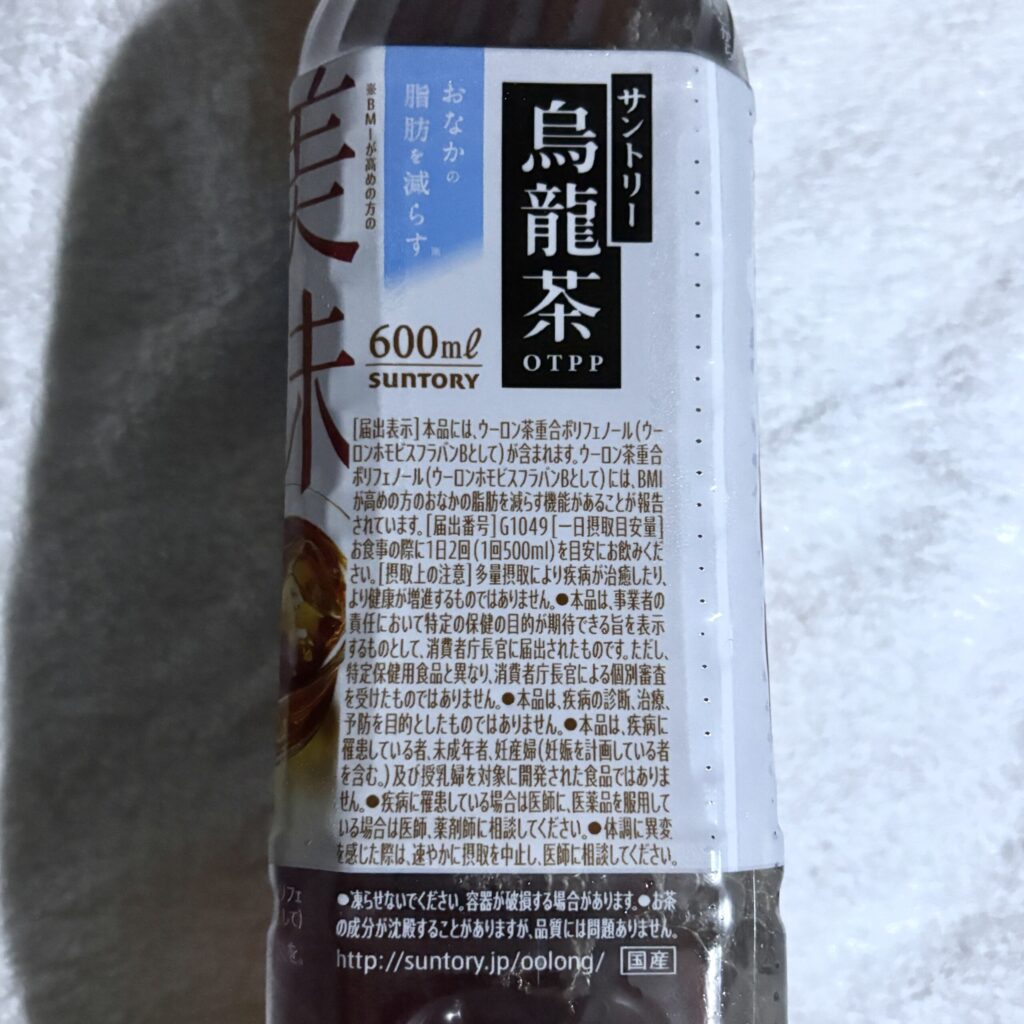 サントリー
烏龍茶
OTPP
おなかの
脂肪を減らす※
※BMIが高めの方の
美味
600ml
SUNTORY
[届出表示]本品には、ウーロン茶重合ポリフェノール(ウー
ロンホモビスフラバンBとして)が含まれます。ウーロン茶重合
ポリフェノール(ウーロンホモビスフラバンBとして)には、BMI
が高めの方のおなかの脂肪を減らす機能があることが報告
されています。[届出番号]G1049[一日摂取目安量]
お食事の際に1日2回(1回500ml)を目安にお飲みくだ
さい。[摂取上の注意]多量摂取により疾病が治癒したり、
より健康が増進するものではありません。●本品は、事業者の
責任において特定の保健の目的が期待できる旨を表示
するものとして、消費者庁長官に届出されたものです。ただし、
特定保健用食品と異なり、消費者庁長官による個別審査
を受けたものではありません。●本品は、疾病の診断、治療、
予防を目的としたものではありません。●本品は、疾病に
罹患している者、未成年者、妊産婦(妊娠を計画している者
を含む。)及び授乳婦を対象に開発された食品ではありま
せん。●疾病に罹患している場合は医師に、医薬品を服用して
いる場合は医師、薬剤師に相談してください。●体調に異変
を感じた際は、速やかに摂取を中止し、医師に相談してください。
●凍らせないでください。容器が破損する場合があります。●お茶
の成分が沈殿することがありますが、品質には問題ありません。
http://suntory.jp/oolong/ 国産